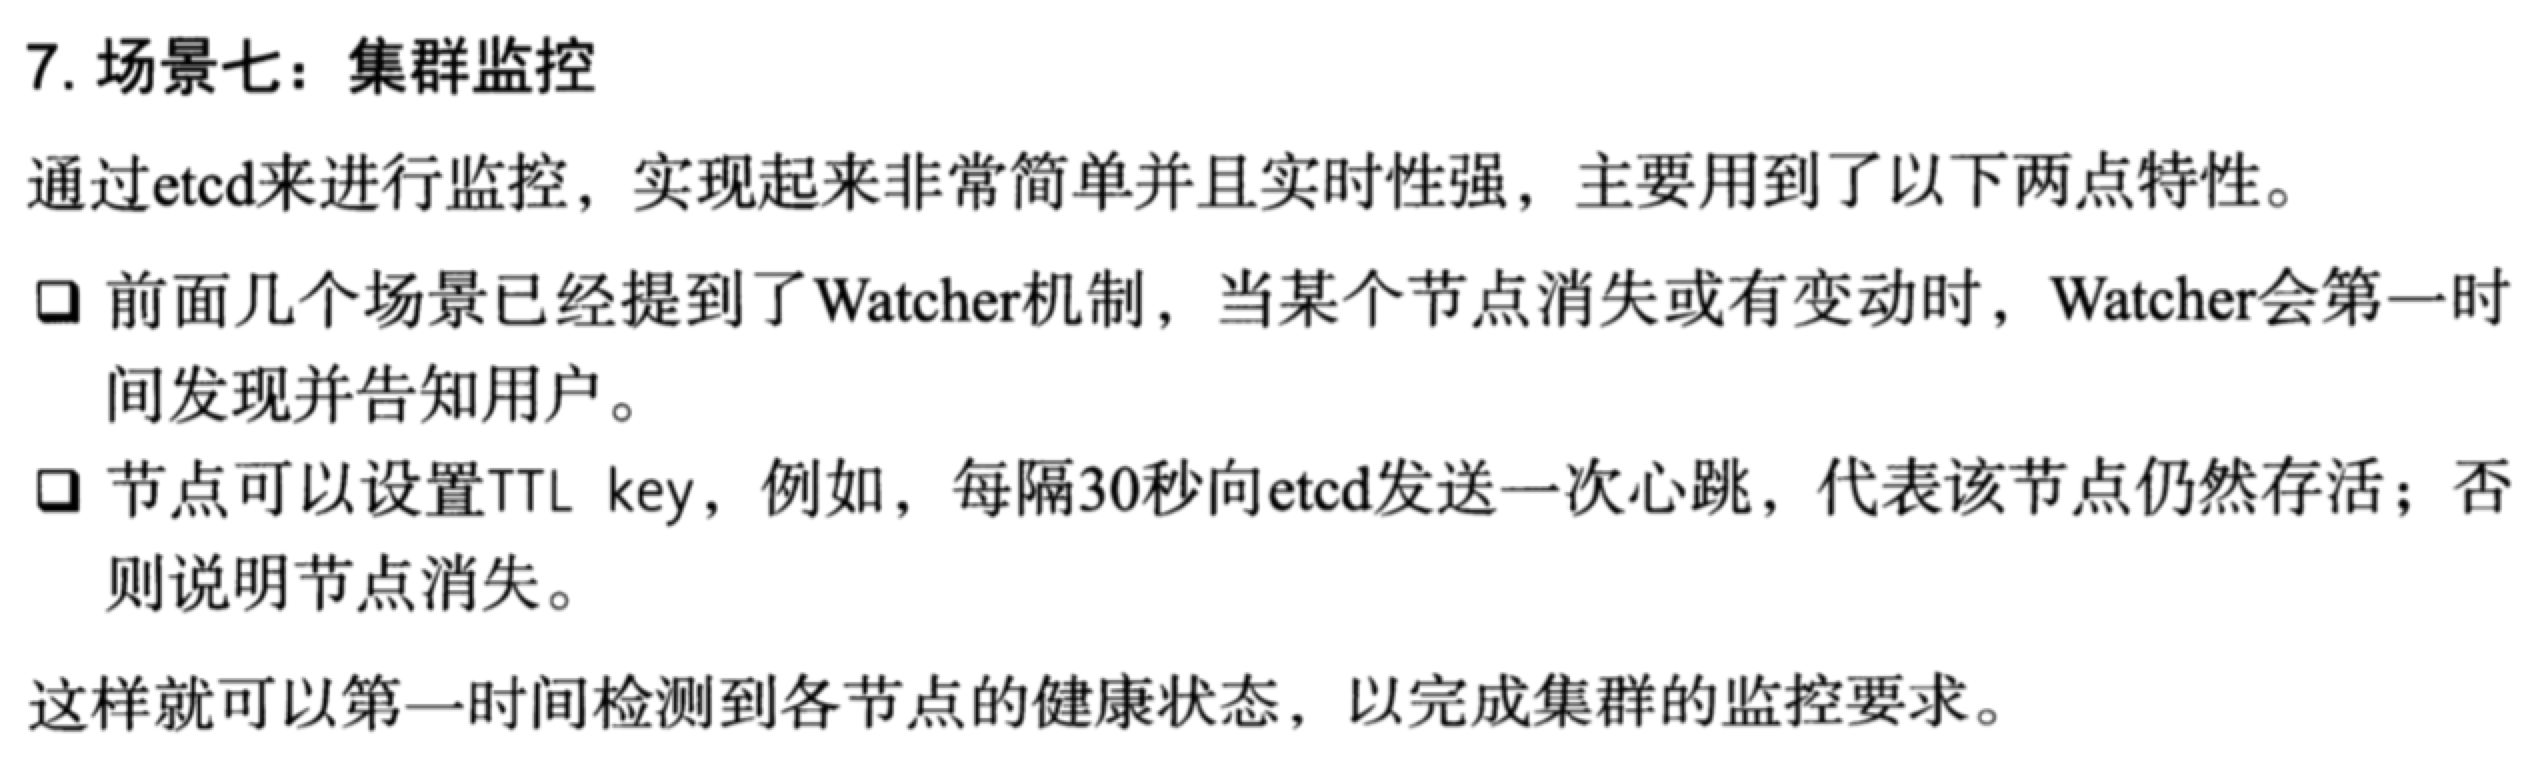 7. 场景七：集群监控
通过etcd来进行监控，实现起来非常简单并且实时性强，主要用到了以下两点特性。
❑ 前面几个场景已经提到了Watcher机制，当某个节点消失或有变动时，Watcher会第一时
间发现并告知用户。
❑ 节点可以设置TTL key，例如，每隔30秒向etcd发送一次心跳，代表该节点仍然存活；否
则说明节点消失。
这样就可以第一时间检测到各节点的健康状态，以完成集群的监控要求。